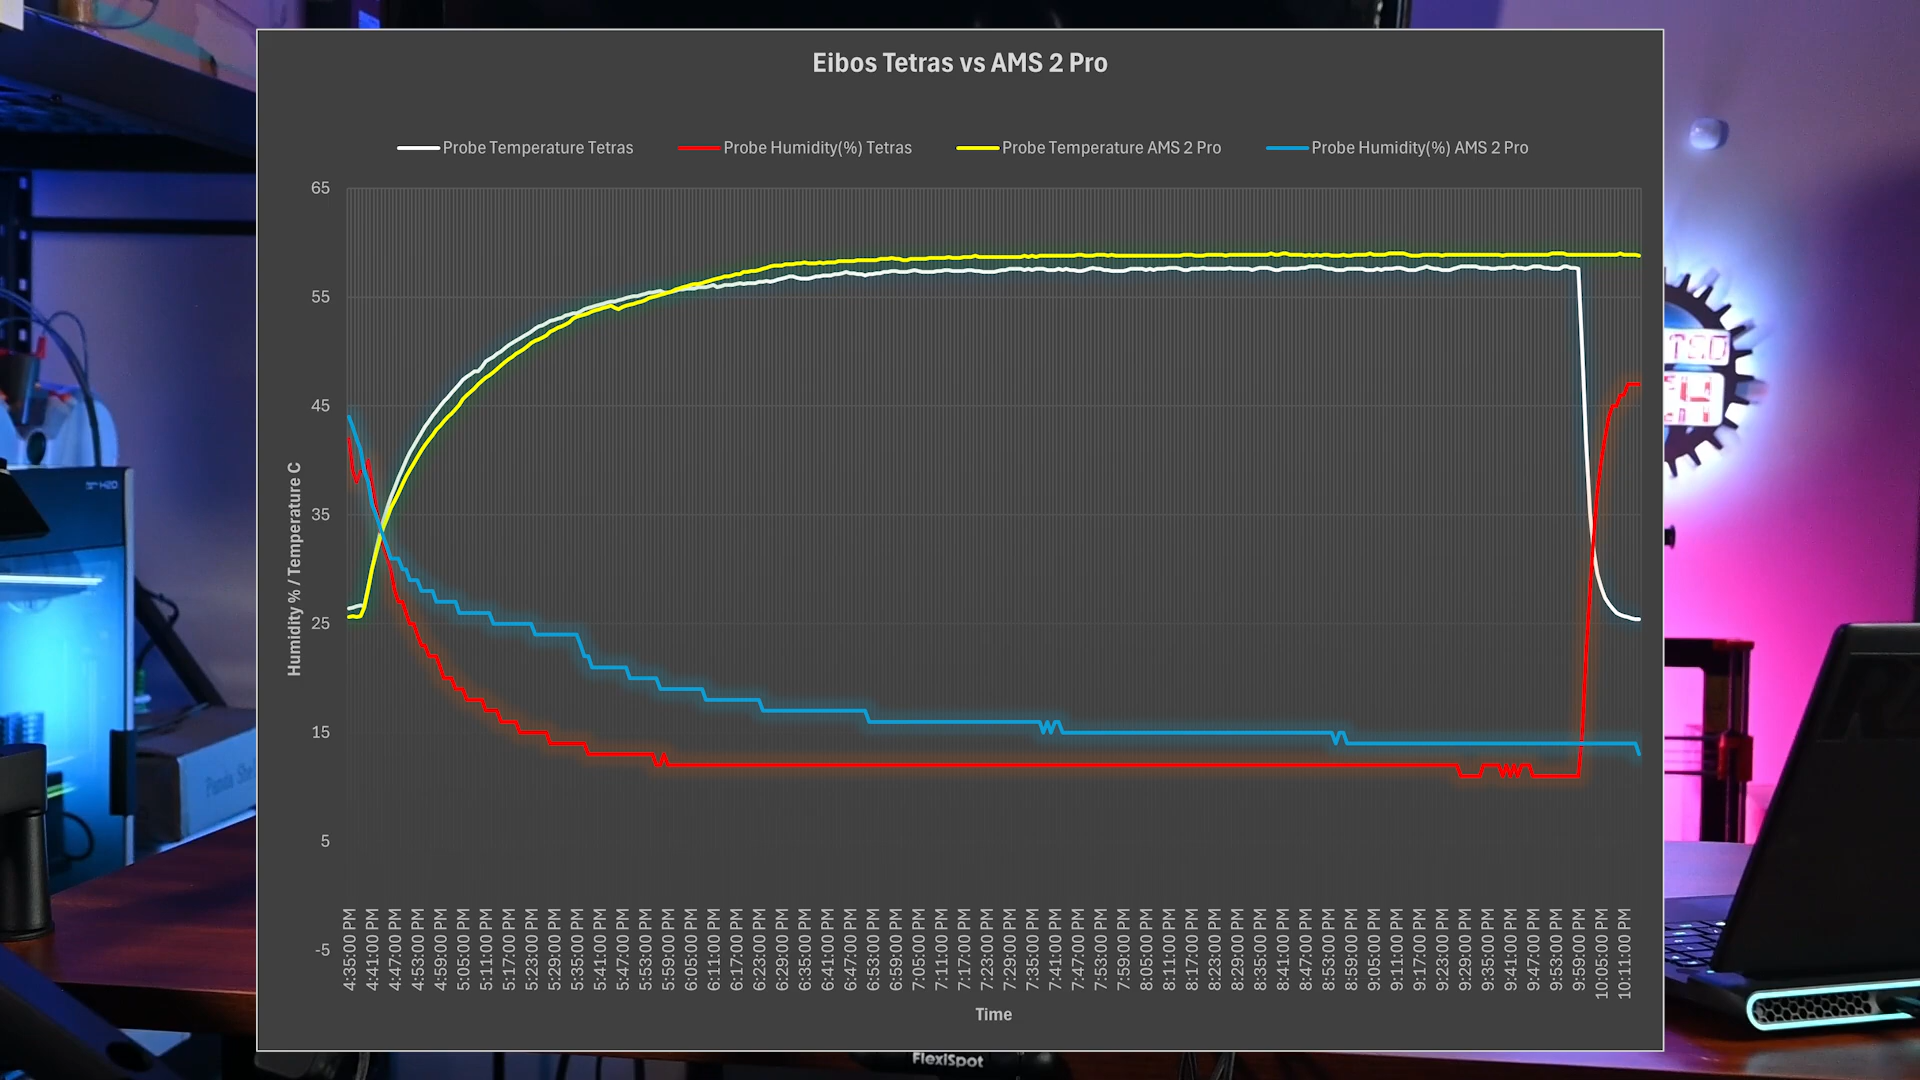 Eibos Tetras vs AMS 2 Pro
Probe Temperature Tetras
Probe Humidity(%) Tetras
Probe Temperature AMS 2 Pro
Probe Humidity(%) AMS 2 Pro
65
55
45
35
25
15
5
-5
Humidity % / Temperature C
4:35:00 PM
4:41:00 PM
4:47:00 PM
4:53:00 PM
4:59:00 PM
5:05:00 PM
5:11:00 PM
5:17:00 PM
5:23:00 PM
5:29:00 PM
5:35:00 PM
5:41:00 PM
5:47:00 PM
5:53:00 PM
5:59:00 PM
6:05:00 PM
6:11:00 PM
6:17:00 PM
6:23:00 PM
6:29:00 PM
6:35:00 PM
6:41:00 PM
6:47:00 PM
6:53:00 PM
6:59:00 PM
7:05:00 PM
7:11:00 PM
7:17:00 PM
7:23:00 PM
7:29:00 PM
7:35:00 PM
7:41:00 PM
7:47:00 PM
7:53:00 PM
7:59:00 PM
8:05:00 PM
8:11:00 PM
8:17:00 PM
8:23:00 PM
8:29:00 PM
8:35:00 PM
8:41:00 PM
8:47:00 PM
8:53:00 PM
8:59:00 PM
9:05:00 PM
9:11:00 PM
9:17:00 PM
9:23:00 PM
9:29:00 PM
9:35:00 PM
9:41:00 PM
9:47:00 PM
9:53:00 PM
9:59:00 PM
10:05:00 PM
10:11:00 PM
Time
H2D
Panda
FLEXISPOT